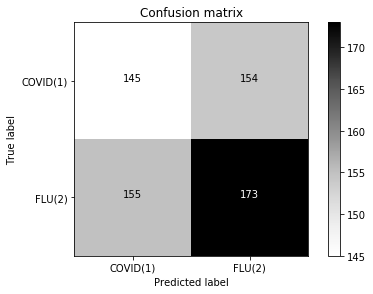 Confusion matrix
COVID(1)
145
154
170
165
160
155
150
145
FLU(2)
155
173
True label
COVID(1)
FLU(2)
Predicted label